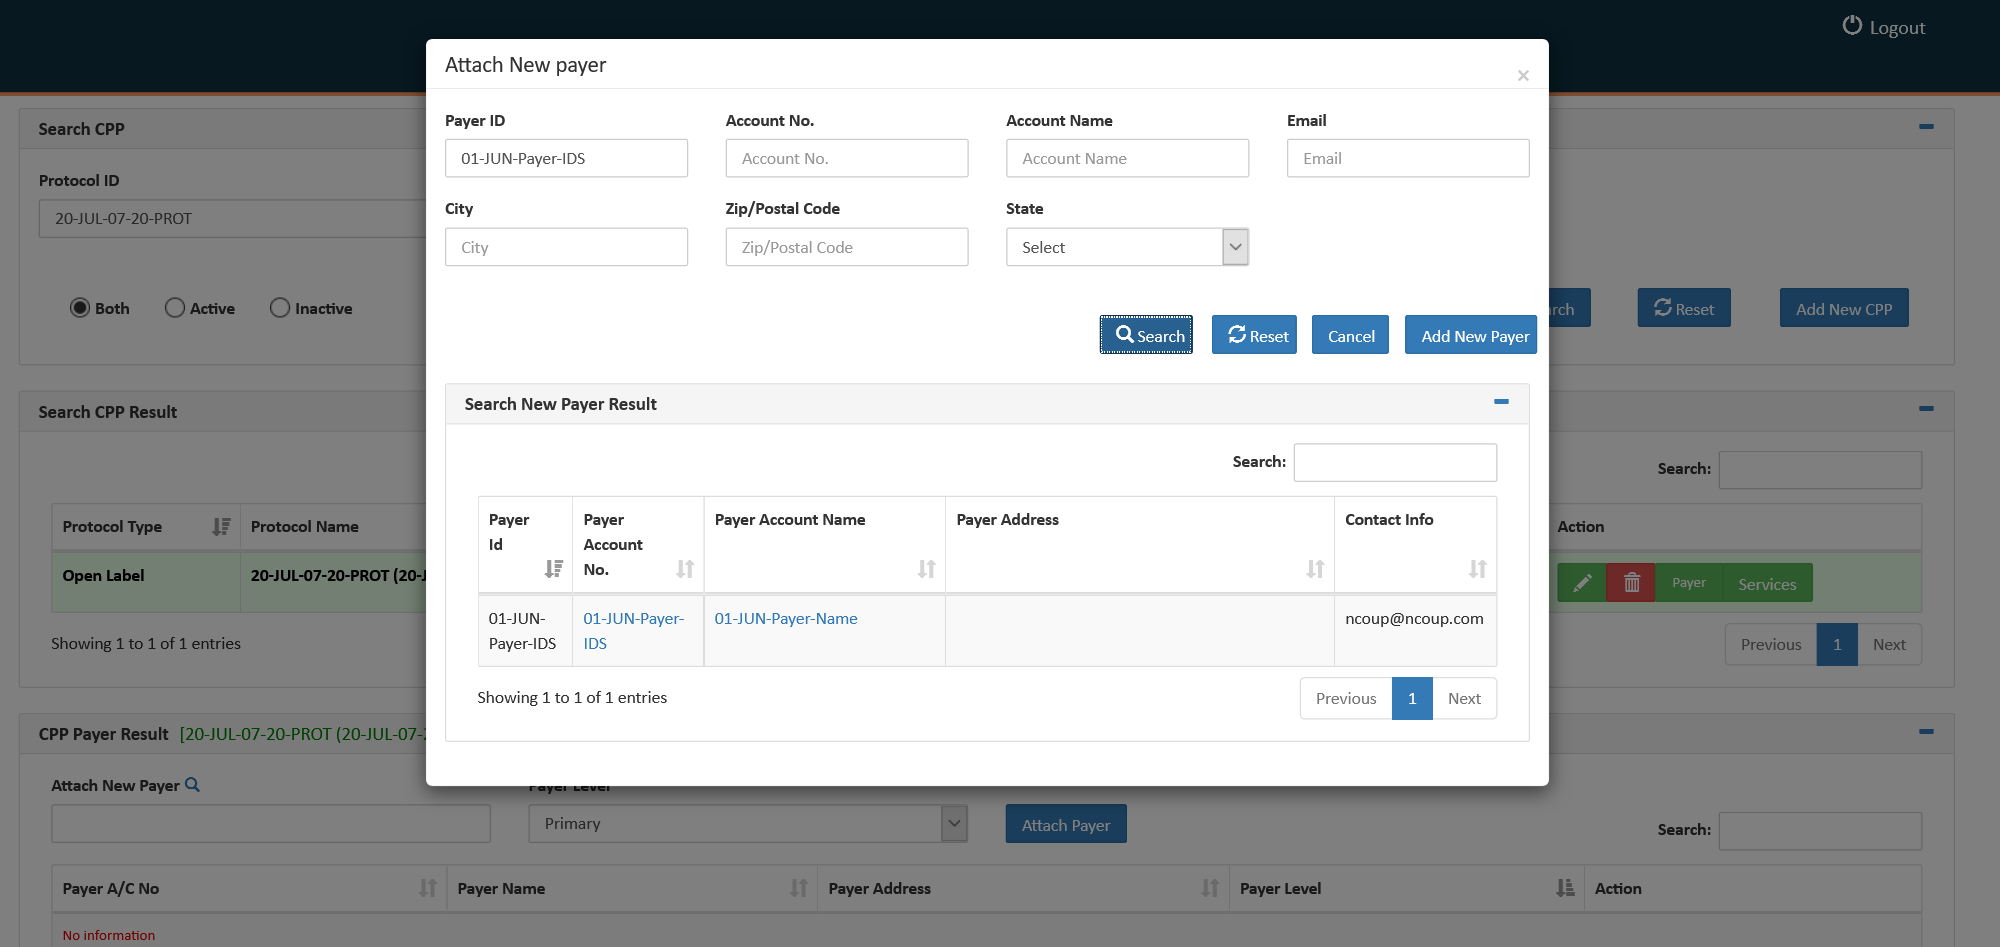 Logout
Attach New payer
×
Payer ID
Account No.
Account Name
Email
01-JUN-Payer-IDS
Account No.
Account Name
Email
City
Zip/Postal Code
State
City
Zip/Postal Code
Select
Search
Reset
Cancel
Add New Payer
Search New Payer Result
Search:
Payer Id
Payer Account No.
Payer Account Name
Payer Address
Contact Info
01-JUN-Payer-IDS
01-JUN-Payer-IDS
01-JUN-Payer-Name
ncoup@ncoup.com
Showing 1 to 1 of 1 entries
Previous 1 Next
Search CPP
Protocol ID
20-JUL-07-20-PROT
Both Active Inactive
Reset
Add New CPP
Search CPP Result
Search:
Protocol Type
Protocol Name
Action
Open Label
20-JUL-07-20-PROT (20-J
Payer
Services
Showing 1 to 1 of 1 entries
Previous 1 Next
CPP Payer Result [20-JUL-07-20-PROT (20-JUL-07-2
Attach New Payer
Payer Level
Primary
Attach Payer
Search:
Payer A/C No
Payer Name
Payer Address
Payer Level
Action
No information